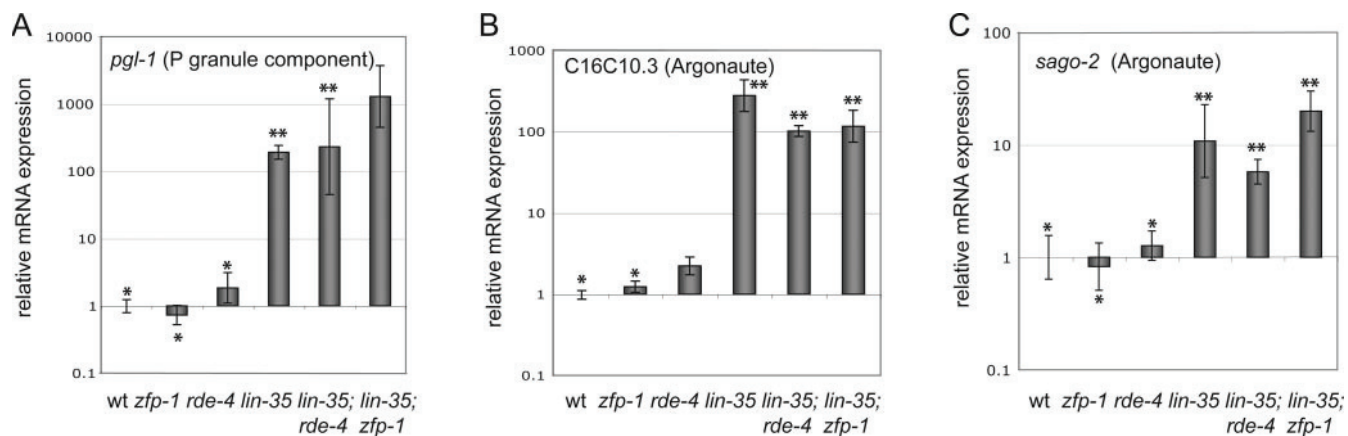 A
pgl-1 (P granule component)
relative mRNA expression
10000
1000
100
10
1
0.1
*
*
*
**
**
wt zfp-1 rde-4 lin-35 lin-35; lin-35;
rde-4 zfp-1
B
C16C10.3 (Argonaute)
relative mRNA expression
1000
100
10
1
0.1
*
*
**
**
**
wt zfp-1 rde-4 lin-35 lin-35; lin-35;
rde-4 zfp-1
C
sago-2 (Argonaute)
relative mRNA expression
100
10
1
0.1
*
*
*
**
**
**
wt zfp-1 rde-4 lin-35 lin-35; lin-35;
rde-4 zfp-1